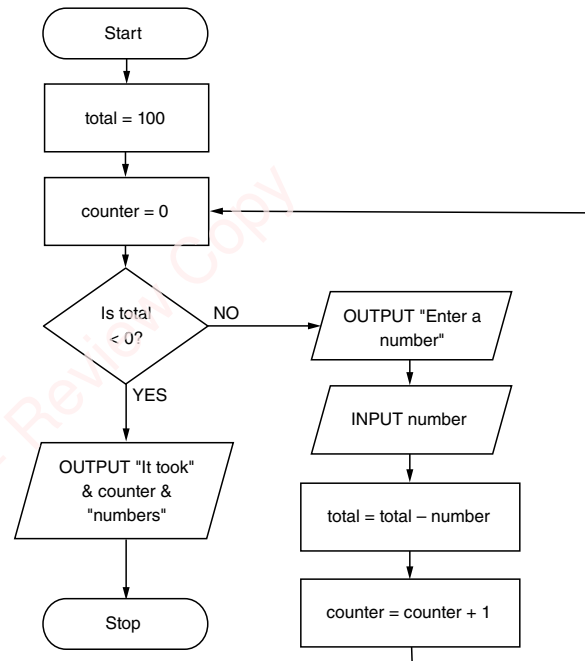 Start
total = 100
counter = 0
Is total
< 0?
NO
YES
OUTPUT "It took"
& counter &
"numbers"
Stop
OUTPUT "Enter a
number"
INPUT number
total = total – number
counter = counter + 1
Review Copy